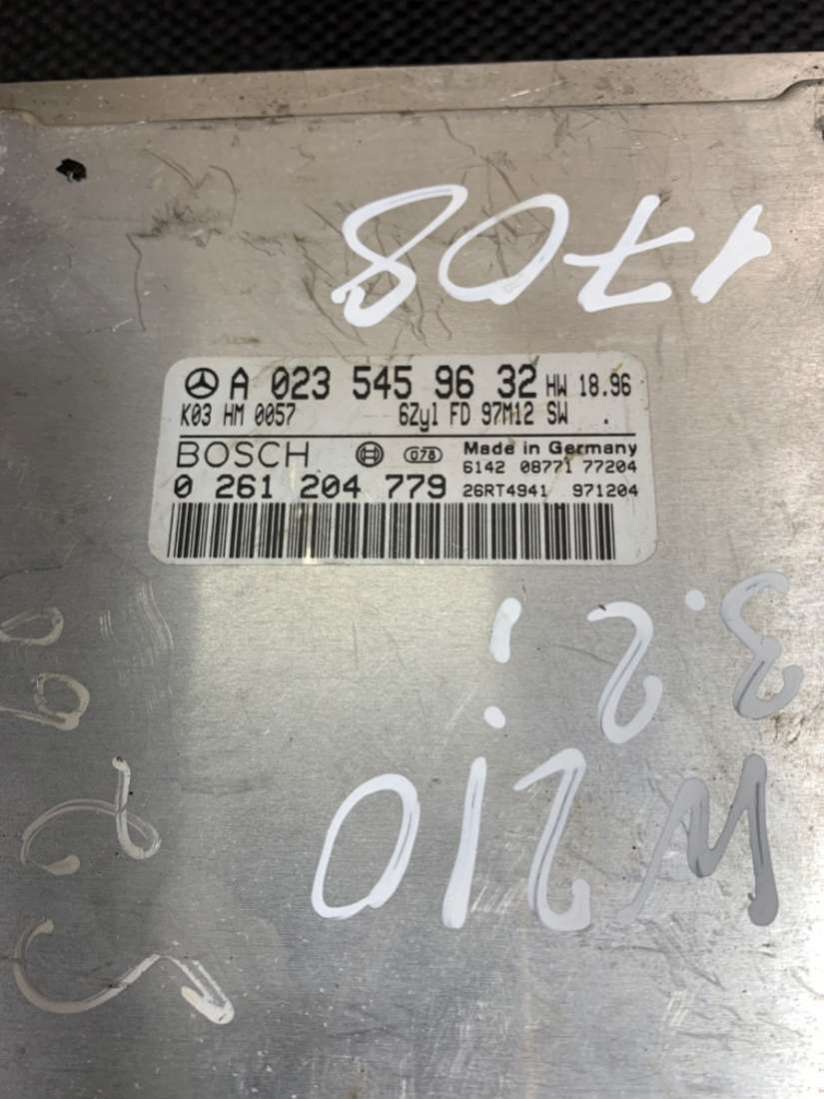 1708
A 023 545 96 32 HW 18.96
K03 HM 0057 6Zyl FD 97M12 SW .
BOSCH 078 Made in Germany
6142 08771 77204
0 261 204 779 26RT4941 971204
3.2i
W210